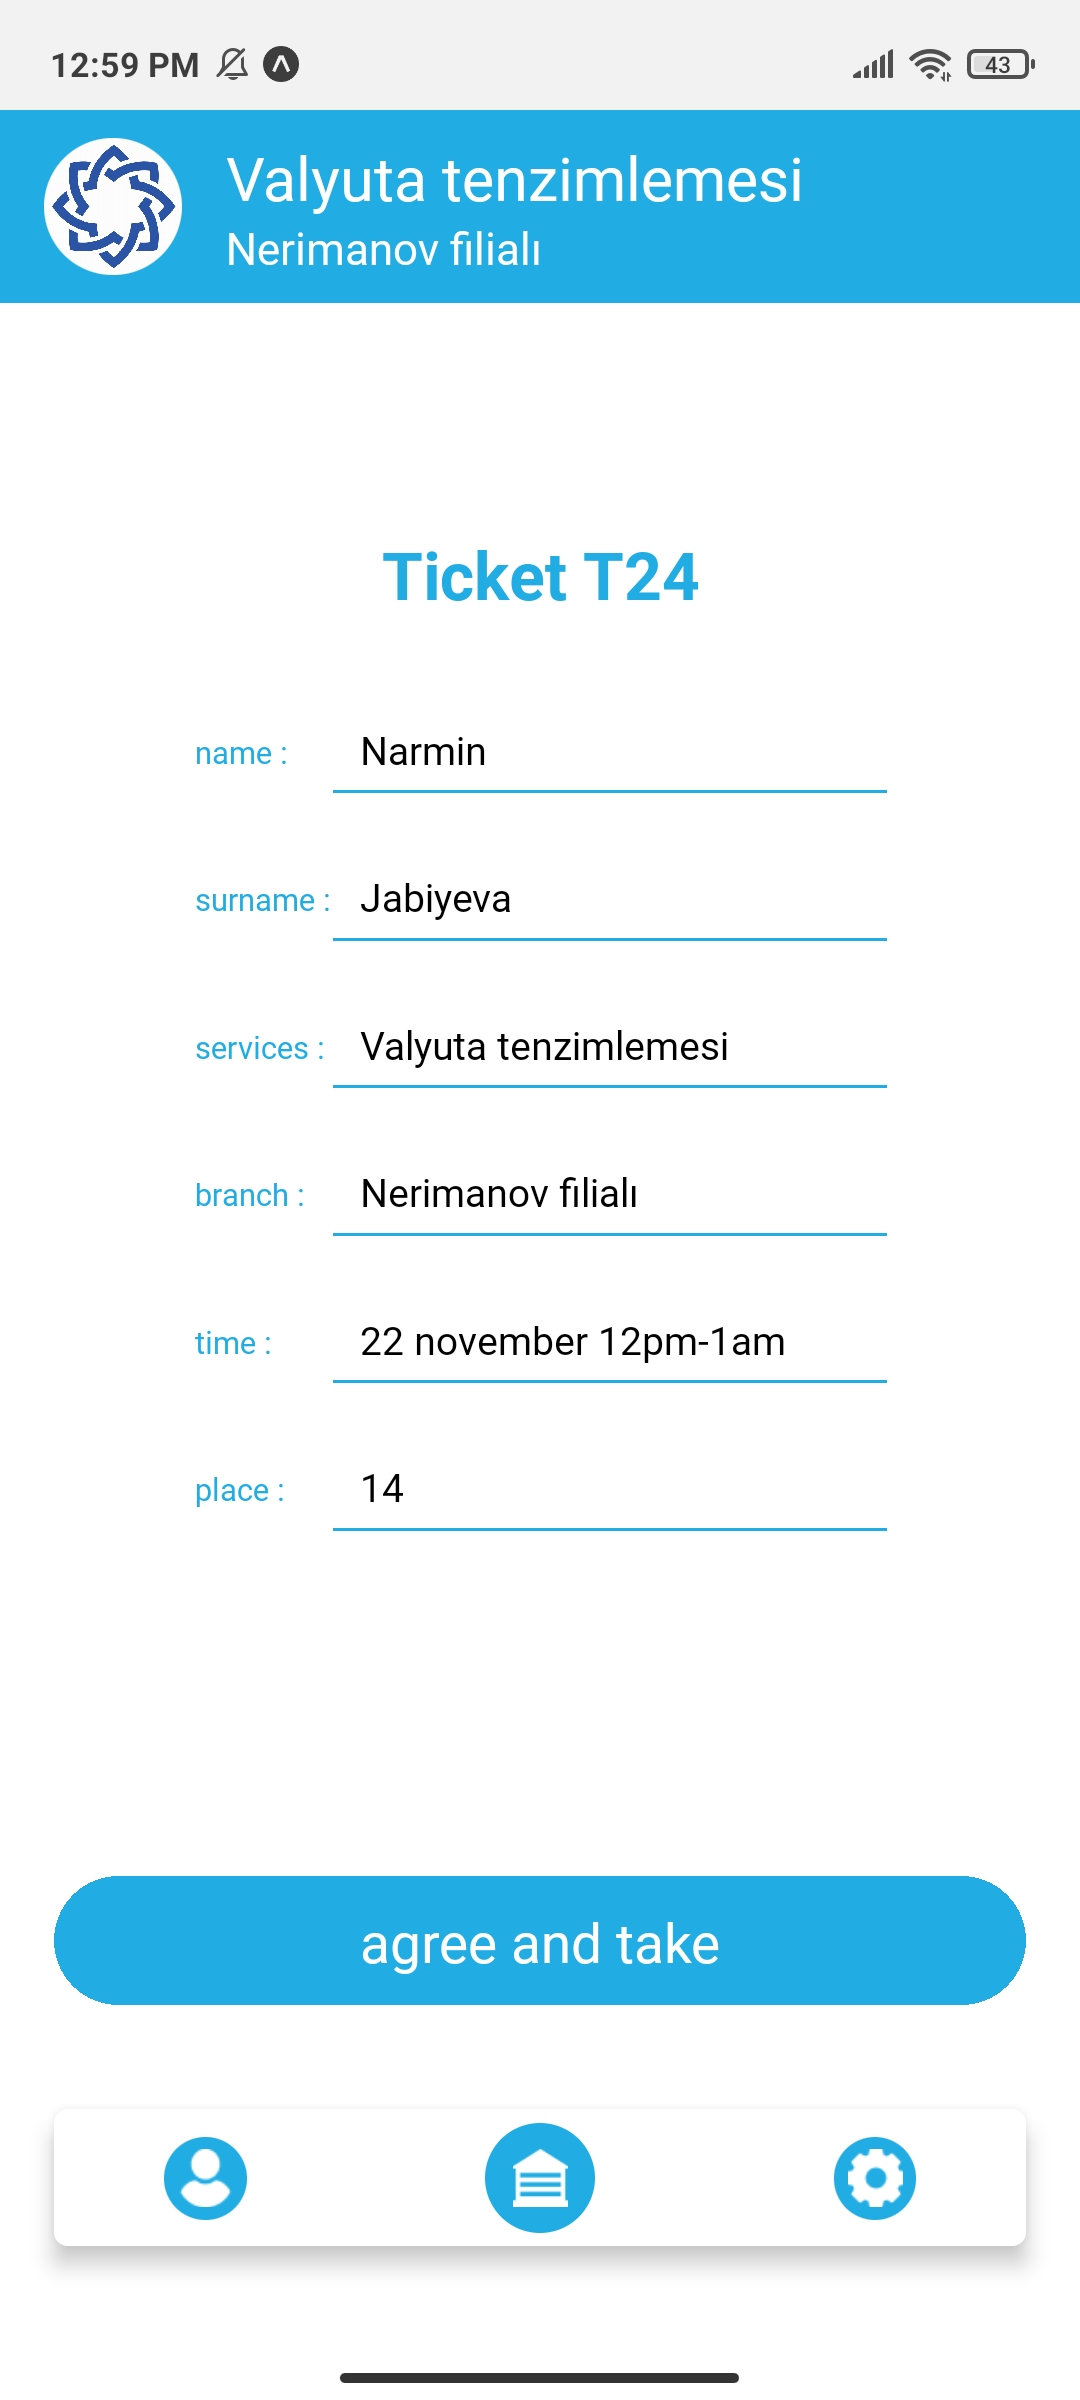 12:59 PM
43
Valyuta tenzimlemesi
Nerimanov filialı
Ticket T24
name : Narmin
surname : Jabiyeva
services : Valyuta tenzimlemesi
branch : Nerimanov filialı
time : 22 november 12pm-1am
place : 14
agree and take